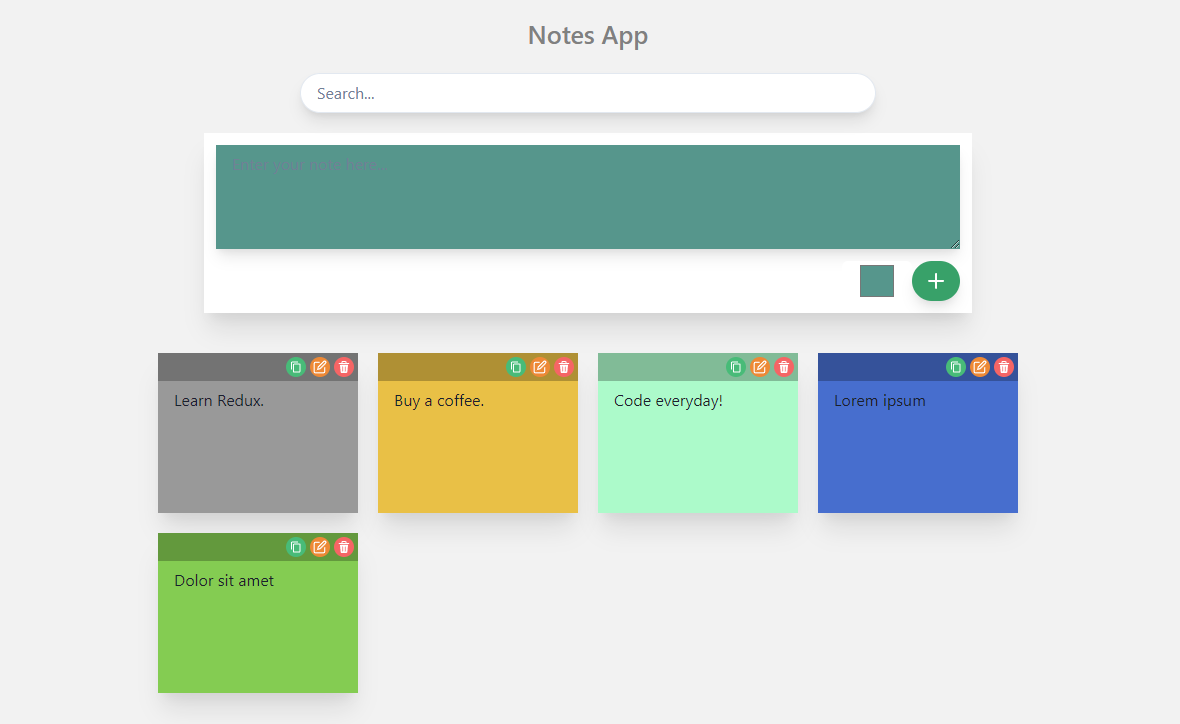 Notes App
Search...
Enter your note here...
Learn Redux.
Buy a coffee.
Code everyday!
Lorem ipsum
Dolor sit amet